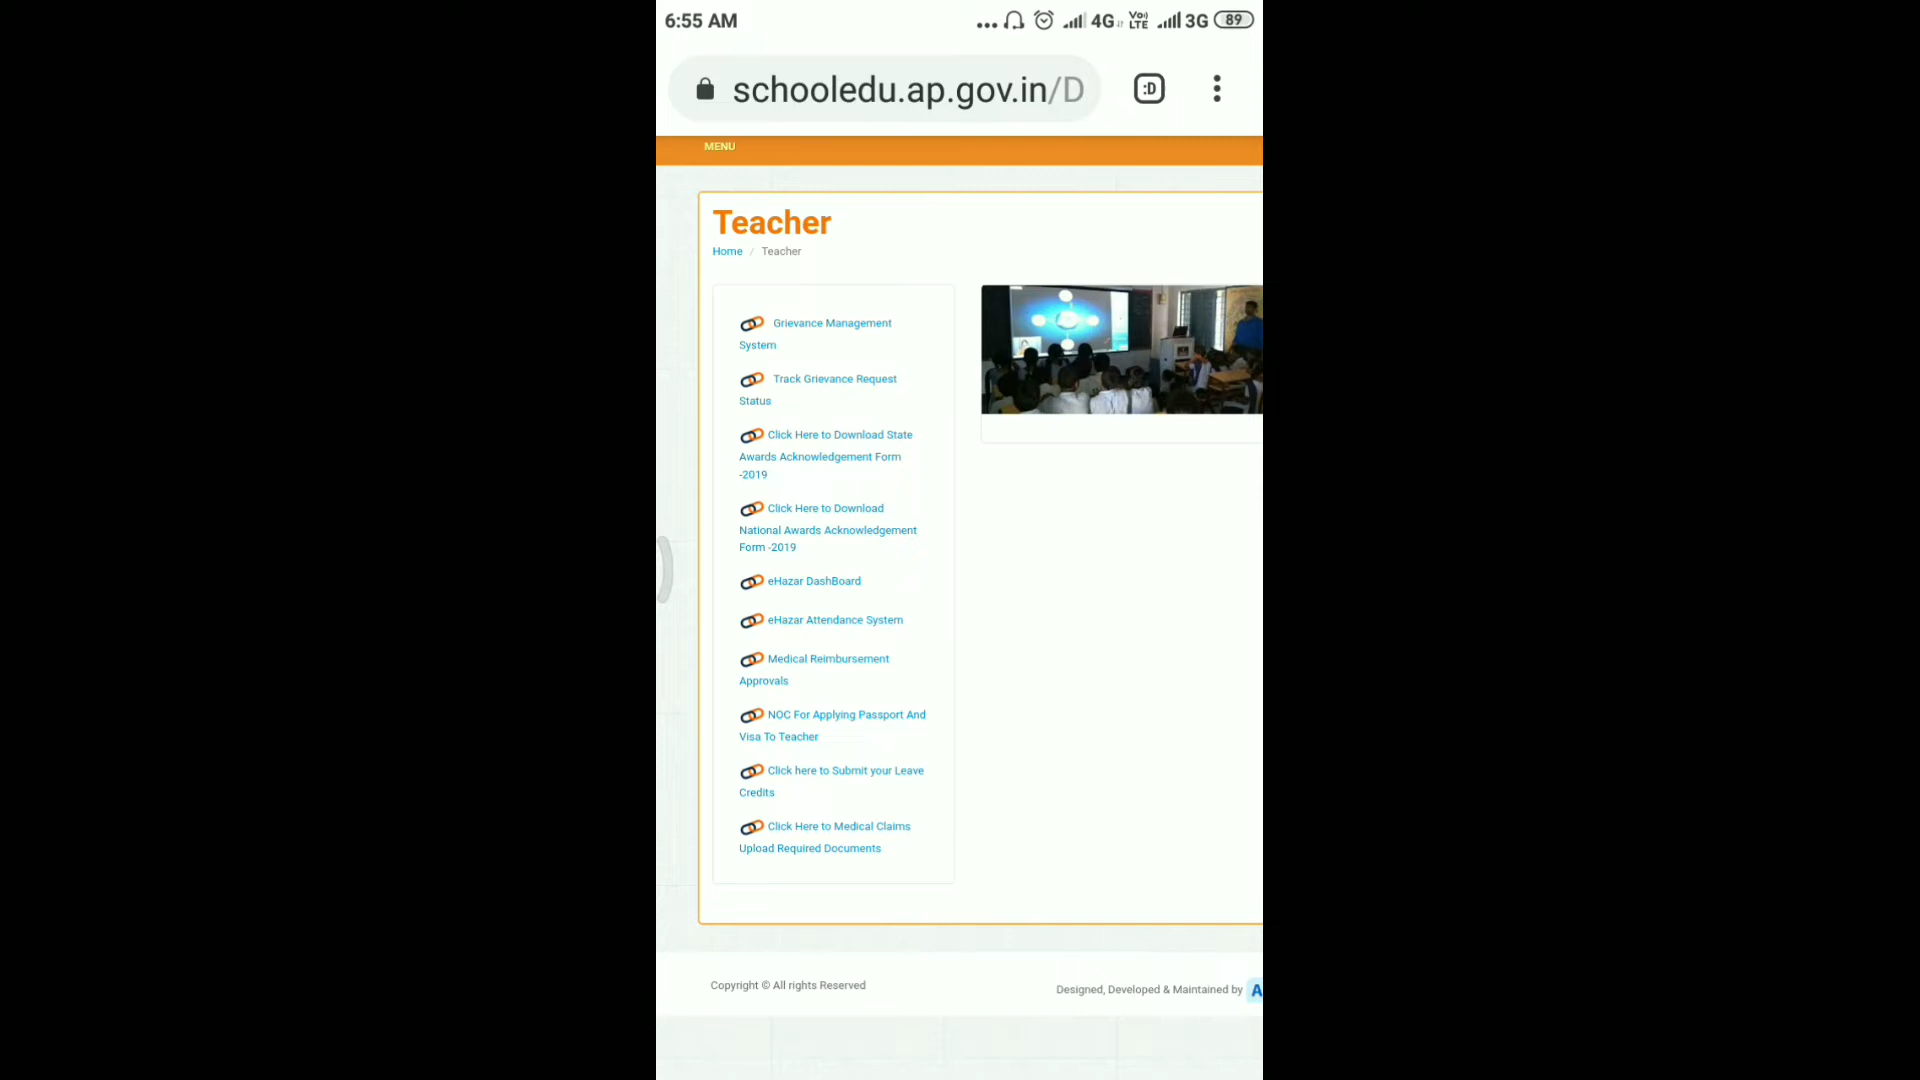 6:55 AM
4G
Vo)
LTE
3G
89
schooledu.ap.gov.in/D
:D
MENU
Teacher
Home / Teacher
Grievance Management
System
Track Grievance Request
Status
Click Here to Download State
Awards Acknowledgement Form
-2019
Click Here to Download
National Awards Acknowledgement
Form -2019
eHazar DashBoard
eHazar Attendance System
Medical Reimbursement
Approvals
NOC For Applying Passport And
Visa To Teacher
Click here to Submit your Leave
Credits
Click Here to Medical Claims
Upload Required Documents
Copyright © All rights Reserved
Designed, Developed & Maintained by A